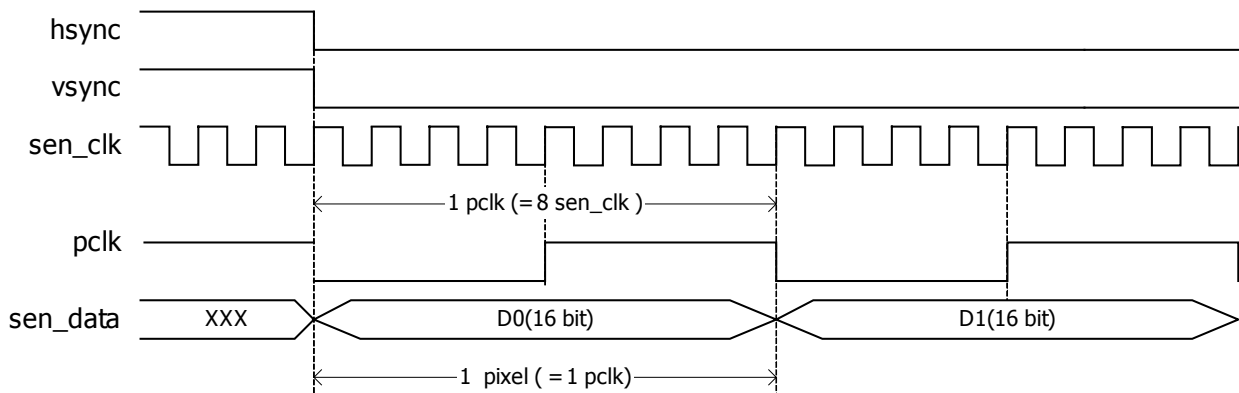 hsync
vsync
sen_clk
1 pclk (= 8 sen_clk )
pclk
sen_data
XXX
D0(16 bit)
D1(16 bit)
1 pixel ( = 1 pclk)